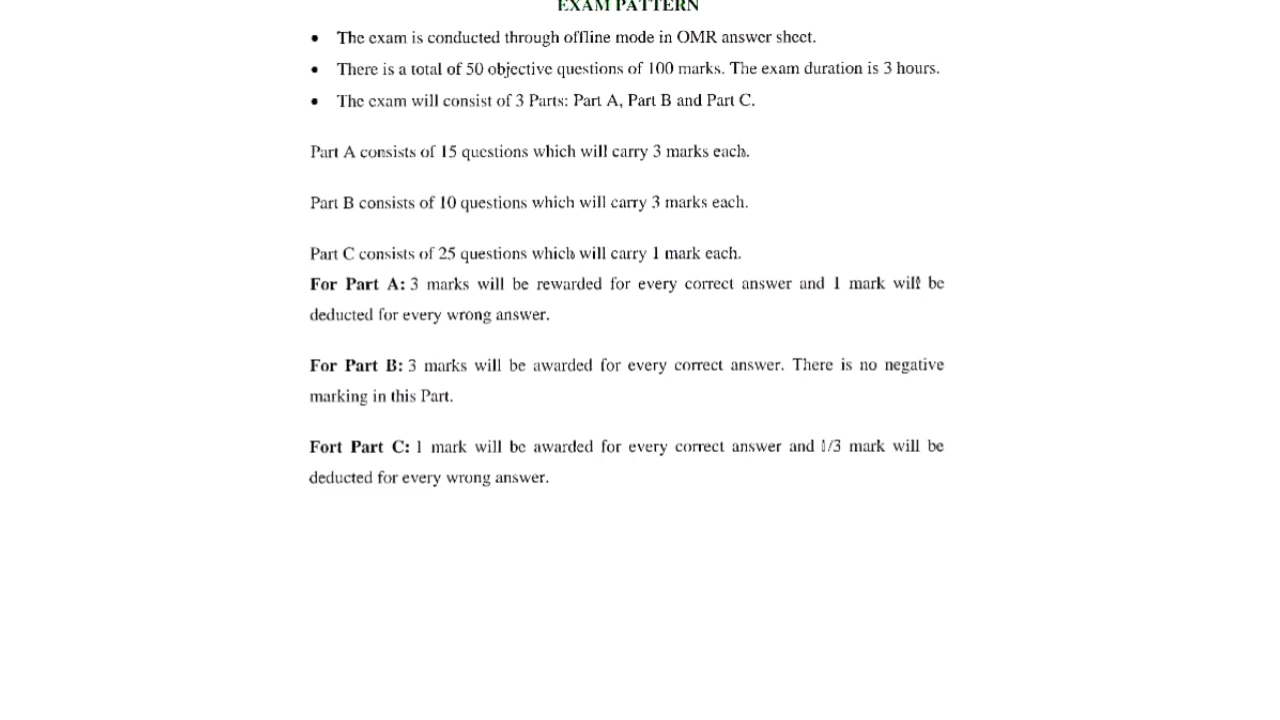 EXAM PATTERN
• The exam is conducted through offline mode in OMR answer sheet.
• There is a total of 50 objective questions of 100 marks. The exam duration is 3 hours.
• The exam will consist of 3 Parts: Part A, Part B and Part C.
Part A consists of 15 questions which will carry 3 marks each.
Part B consists of 10 questions which will carry 3 marks each.
Part C consists of 25 questions which will carry 1 mark each.
For Part A: 3 marks will be rewarded for every correct answer and 1 mark will be
deducted for every wrong answer.
For Part B: 3 marks will be awarded for every correct answer. There is no negative
marking in this Part.
Fort Part C: 1 mark will be awarded for every correct answer and 1/3 mark will be
deducted for every wrong answer.